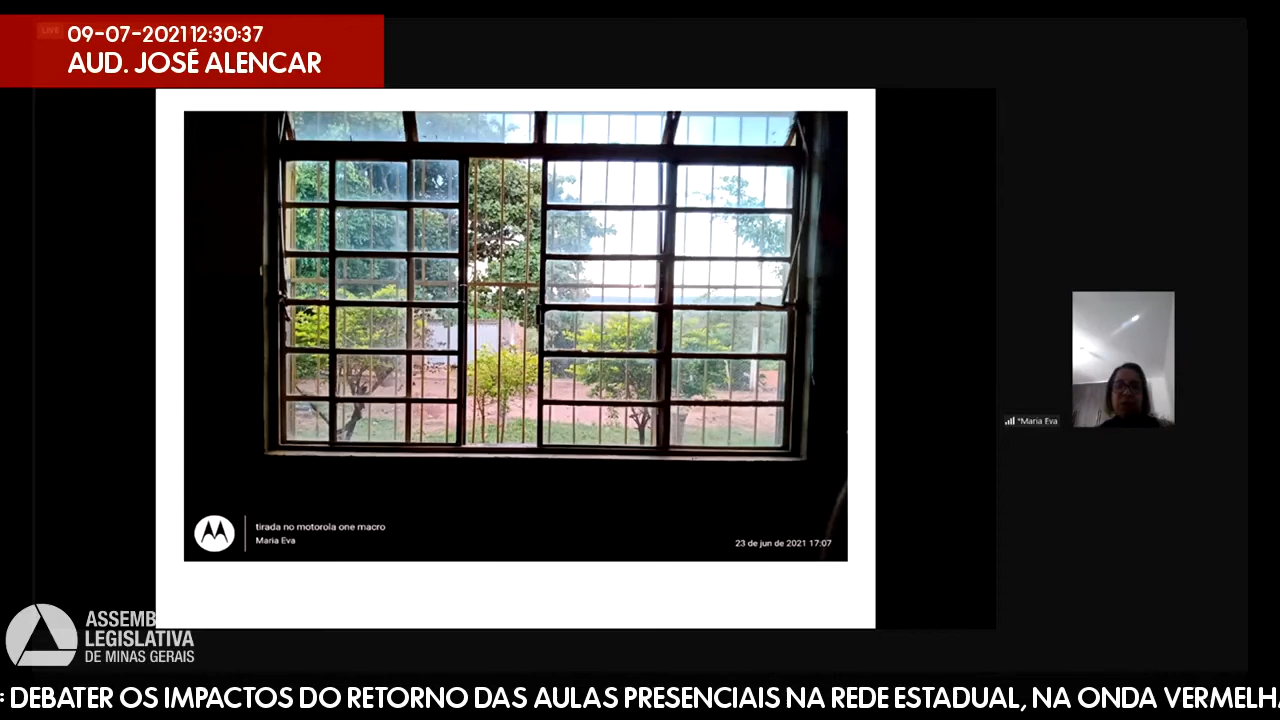 LIVE
09-07-2021 12:30:37
AUD. JOSÉ ALENCAR
tirada no motorola one macro
Maria Eva
23 de jun de 2021 17:07
*Maria Eva
ASSEMB
LEGISLATIVA
DE MINAS GERAIS
: DEBATER OS IMPACTOS DO RETORNO DAS AULAS PRESENCIAIS NA REDE ESTADUAL, NA ONDA VERMELH